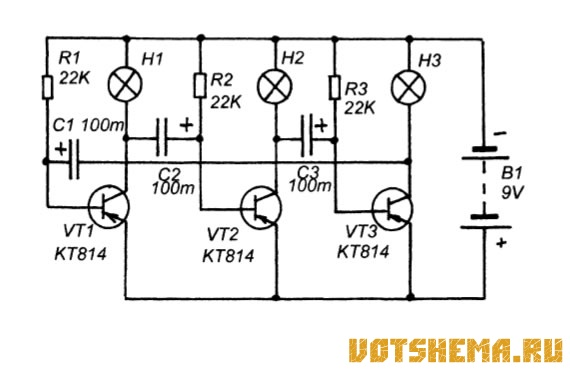 R1
22K
H1
R2
22K
H2
R3
22K
H3
C1 100m
+
+
+
C2
100m
C3
100m
VT1
KT814
VT2
KT814
VT3
KT814
-
B1
9V
+
VOTSHEMA.RU